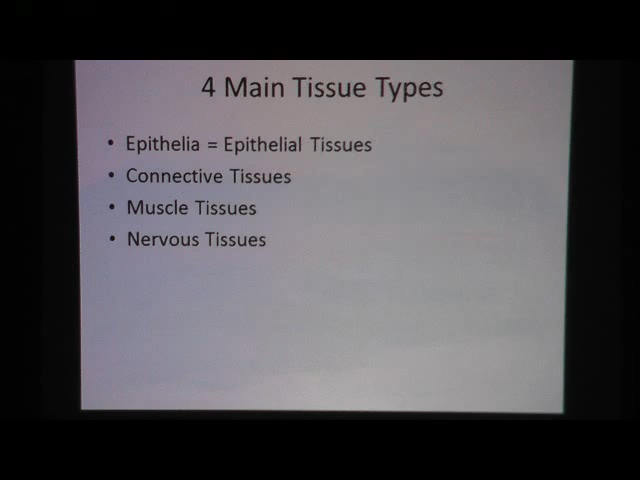 4 Main Tissue Types
• Epithelia = Epithelial Tissues
• Connective Tissues
• Muscle Tissues
• Nervous Tissues